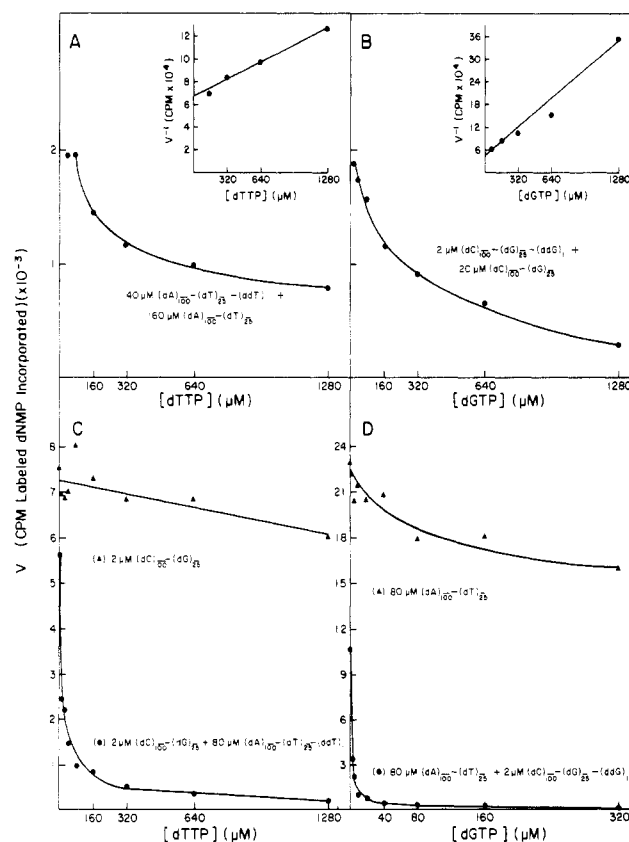 A
V⁻¹ (CPM x 10⁴)
12
10
8
6
4
2
320 640 1280
[dTTP] (μM)
2
1
40 μM (dA)100-(dT)25-(ddT) +
160 μM (dA)100-(dT)25
160 320 640 1280
[dTTP] (μM)
B
V⁻¹ (CPM x 10⁴)
36
30
24
18
12
6
320 640 1280
[dGTP] (μM)
2 μM (dC)100-(dG)25-(ddG)1 +
20 μM (dC)100-(dG)25
160 320 640 1280
[dGTP] (μM)
V (CPM Labeled dNMP Incorporated)(x10⁻³)
C
8
7
6
5
4
3
2
1
(▲) 2 μM (dC)100-(dG)25
(●) 2 μM (dC)100-(dG)25 + 80 μM (dA)100-(dT)25-(ddT)
160 320 640 1280
[dTTP] (μM)
D
24
21
18
15
12
9
6
3
(▲) 80 μM (dA)100-(dT)25
(●) 80 μM (dA)100-(dT)25 + 2 μM (dC)100-(dG)25-(ddG)1
40 80 160 320
[dGTP] (μM)